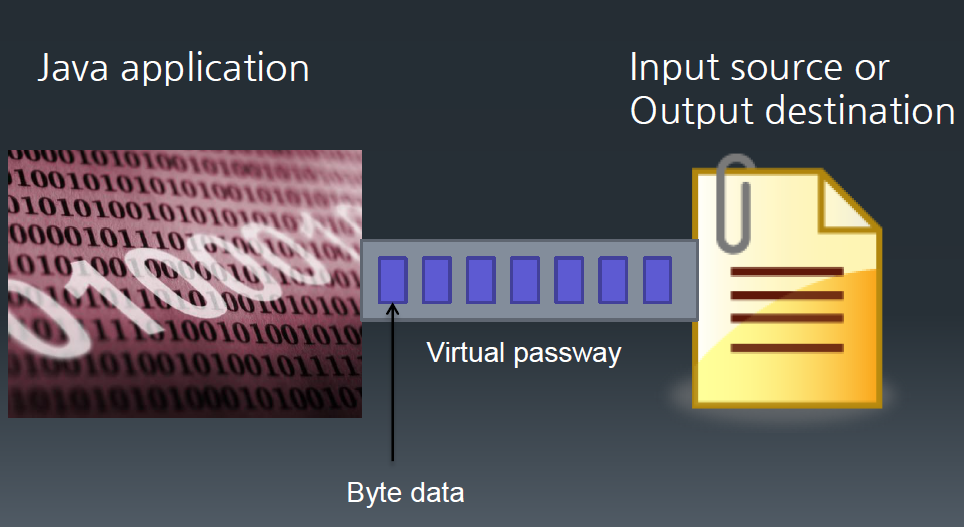 Java application
Input source or
Output destination
Virtual passway
Byte data